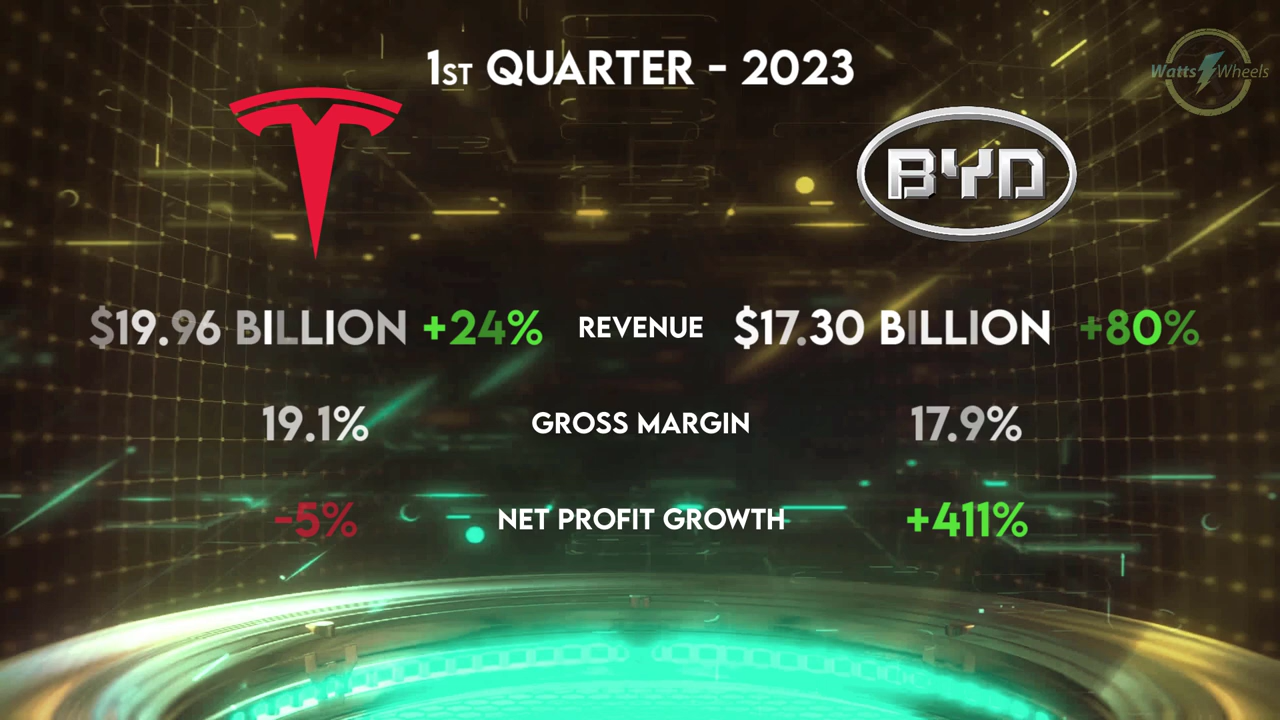 1ST QUARTER - 2023
Watts Wheels
BYD
$19.96 BILLION +24% REVENUE $17.30 BILLION +80%
19.1% GROSS MARGIN 17.9%
-5% NET PROFIT GROWTH +411%